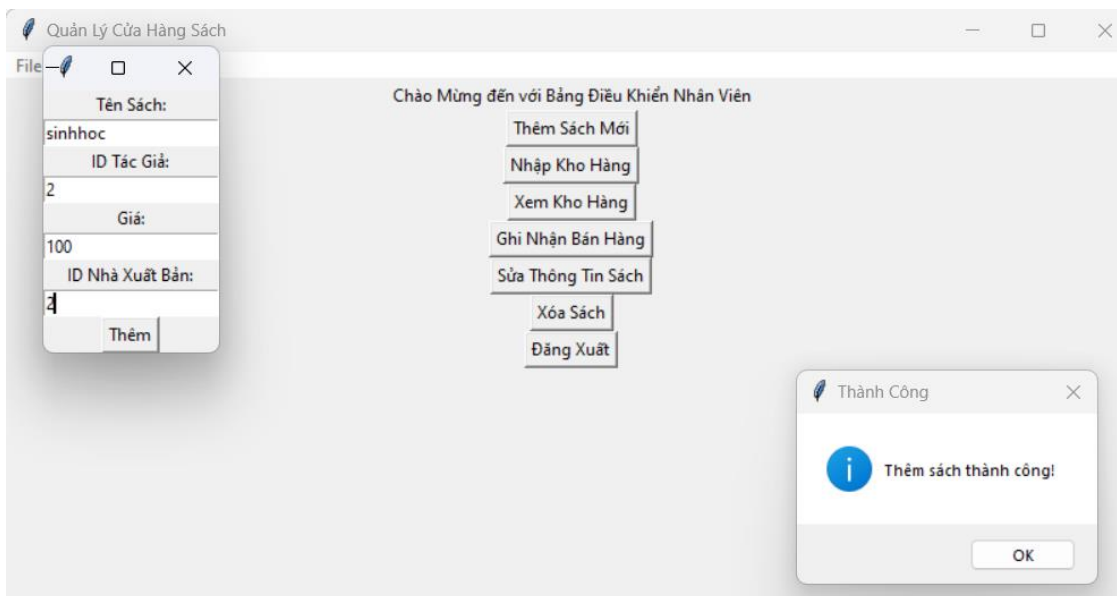 Quản Lý Cửa Hàng Sách
File
Tên Sách:
sinhhoc
ID Tác Giả:
2
Giá:
100
ID Nhà Xuất Bản:
2
Thêm
Chào Mừng đến với Bảng Điều Khiển Nhân Viên
Thêm Sách Mới
Nhập Kho Hàng
Xem Kho Hàng
Ghi Nhận Bán Hàng
Sửa Thông Tin Sách
Xóa Sách
Đăng Xuất
Thành Công
Thêm sách thành công!
OK